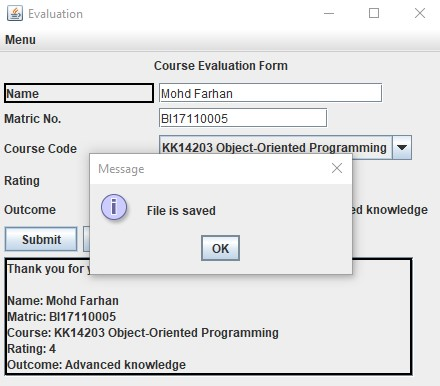 Evaluation
Menu
Course Evaluation Form
Name Mohd Farhan
Matric No. BI17110005
Course Code KK14203 Object-Oriented Programming
Message
Rating
File is saved
Outcome ed knowledge
Submit
OK
Thank you for
Name: Mohd Farhan
Matric: BI17110005
Course: KK14203 Object-Oriented Programming
Rating: 4
Outcome: Advanced knowledge